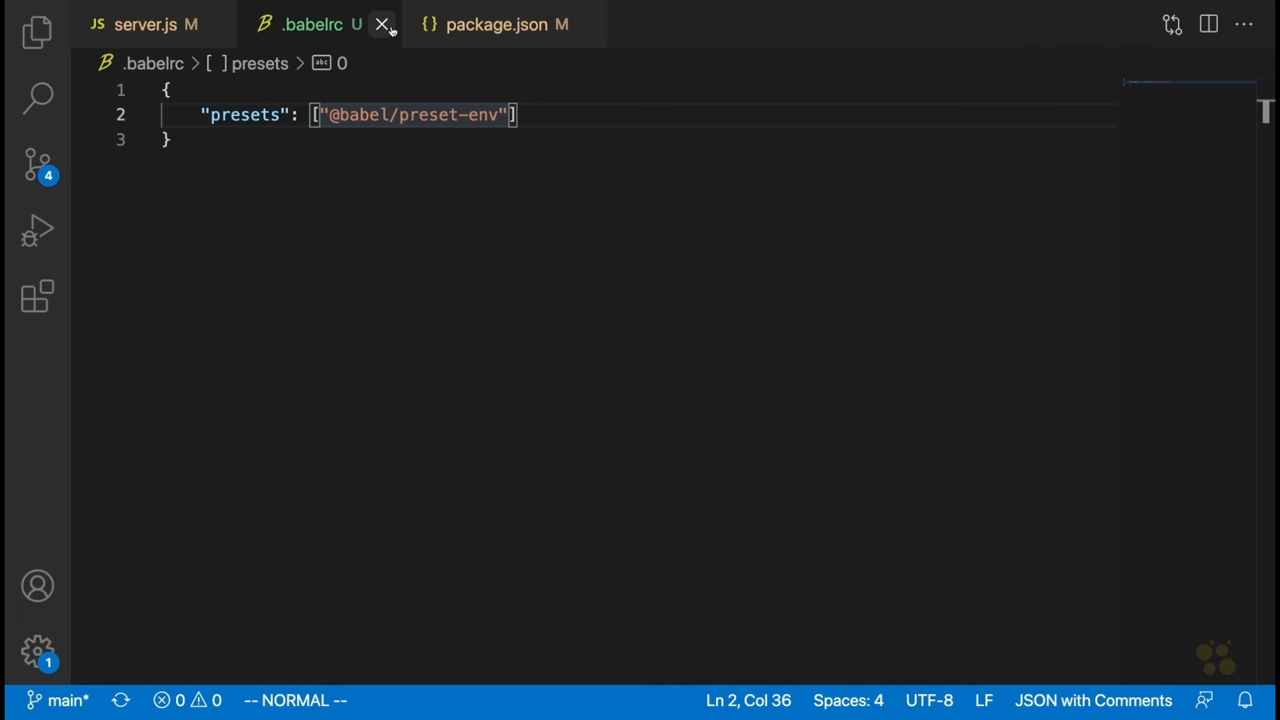 JS server.js M
.babelrc U
{} package.json M
.babelrc > [ ] presets > abc 0
1 {
2 "presets": ["@babel/preset-env"]
3 }
4
1
main*
0 0
-- NORMAL --
Ln 2, Col 36
Spaces: 4
UTF-8
LF
JSON with Comments